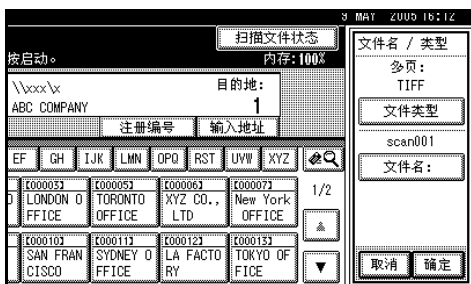 9 MAY 2005 16:12
扫描文件状态
按启动。
内存:100%
\\xxx\x
目的地:
ABC COMPANY
1
注册编号
输入地址
EF GH IJK LMN OPQ RST UVW XYZ
[00003] [00005] [00006] [00007]
LONDON O TORONTO XYZ CO., New York
FFICE OFFICE LTD OFFICE
1/2
[00010] [00011] [00012] [00013]
SAN FRAN SYDNEY O LA FACTO TOKYO OF
CISCO FFICE RY FICE
文件名 / 类型
多页:
TIFF
文件类型
scan001
文件名:
取消 确定